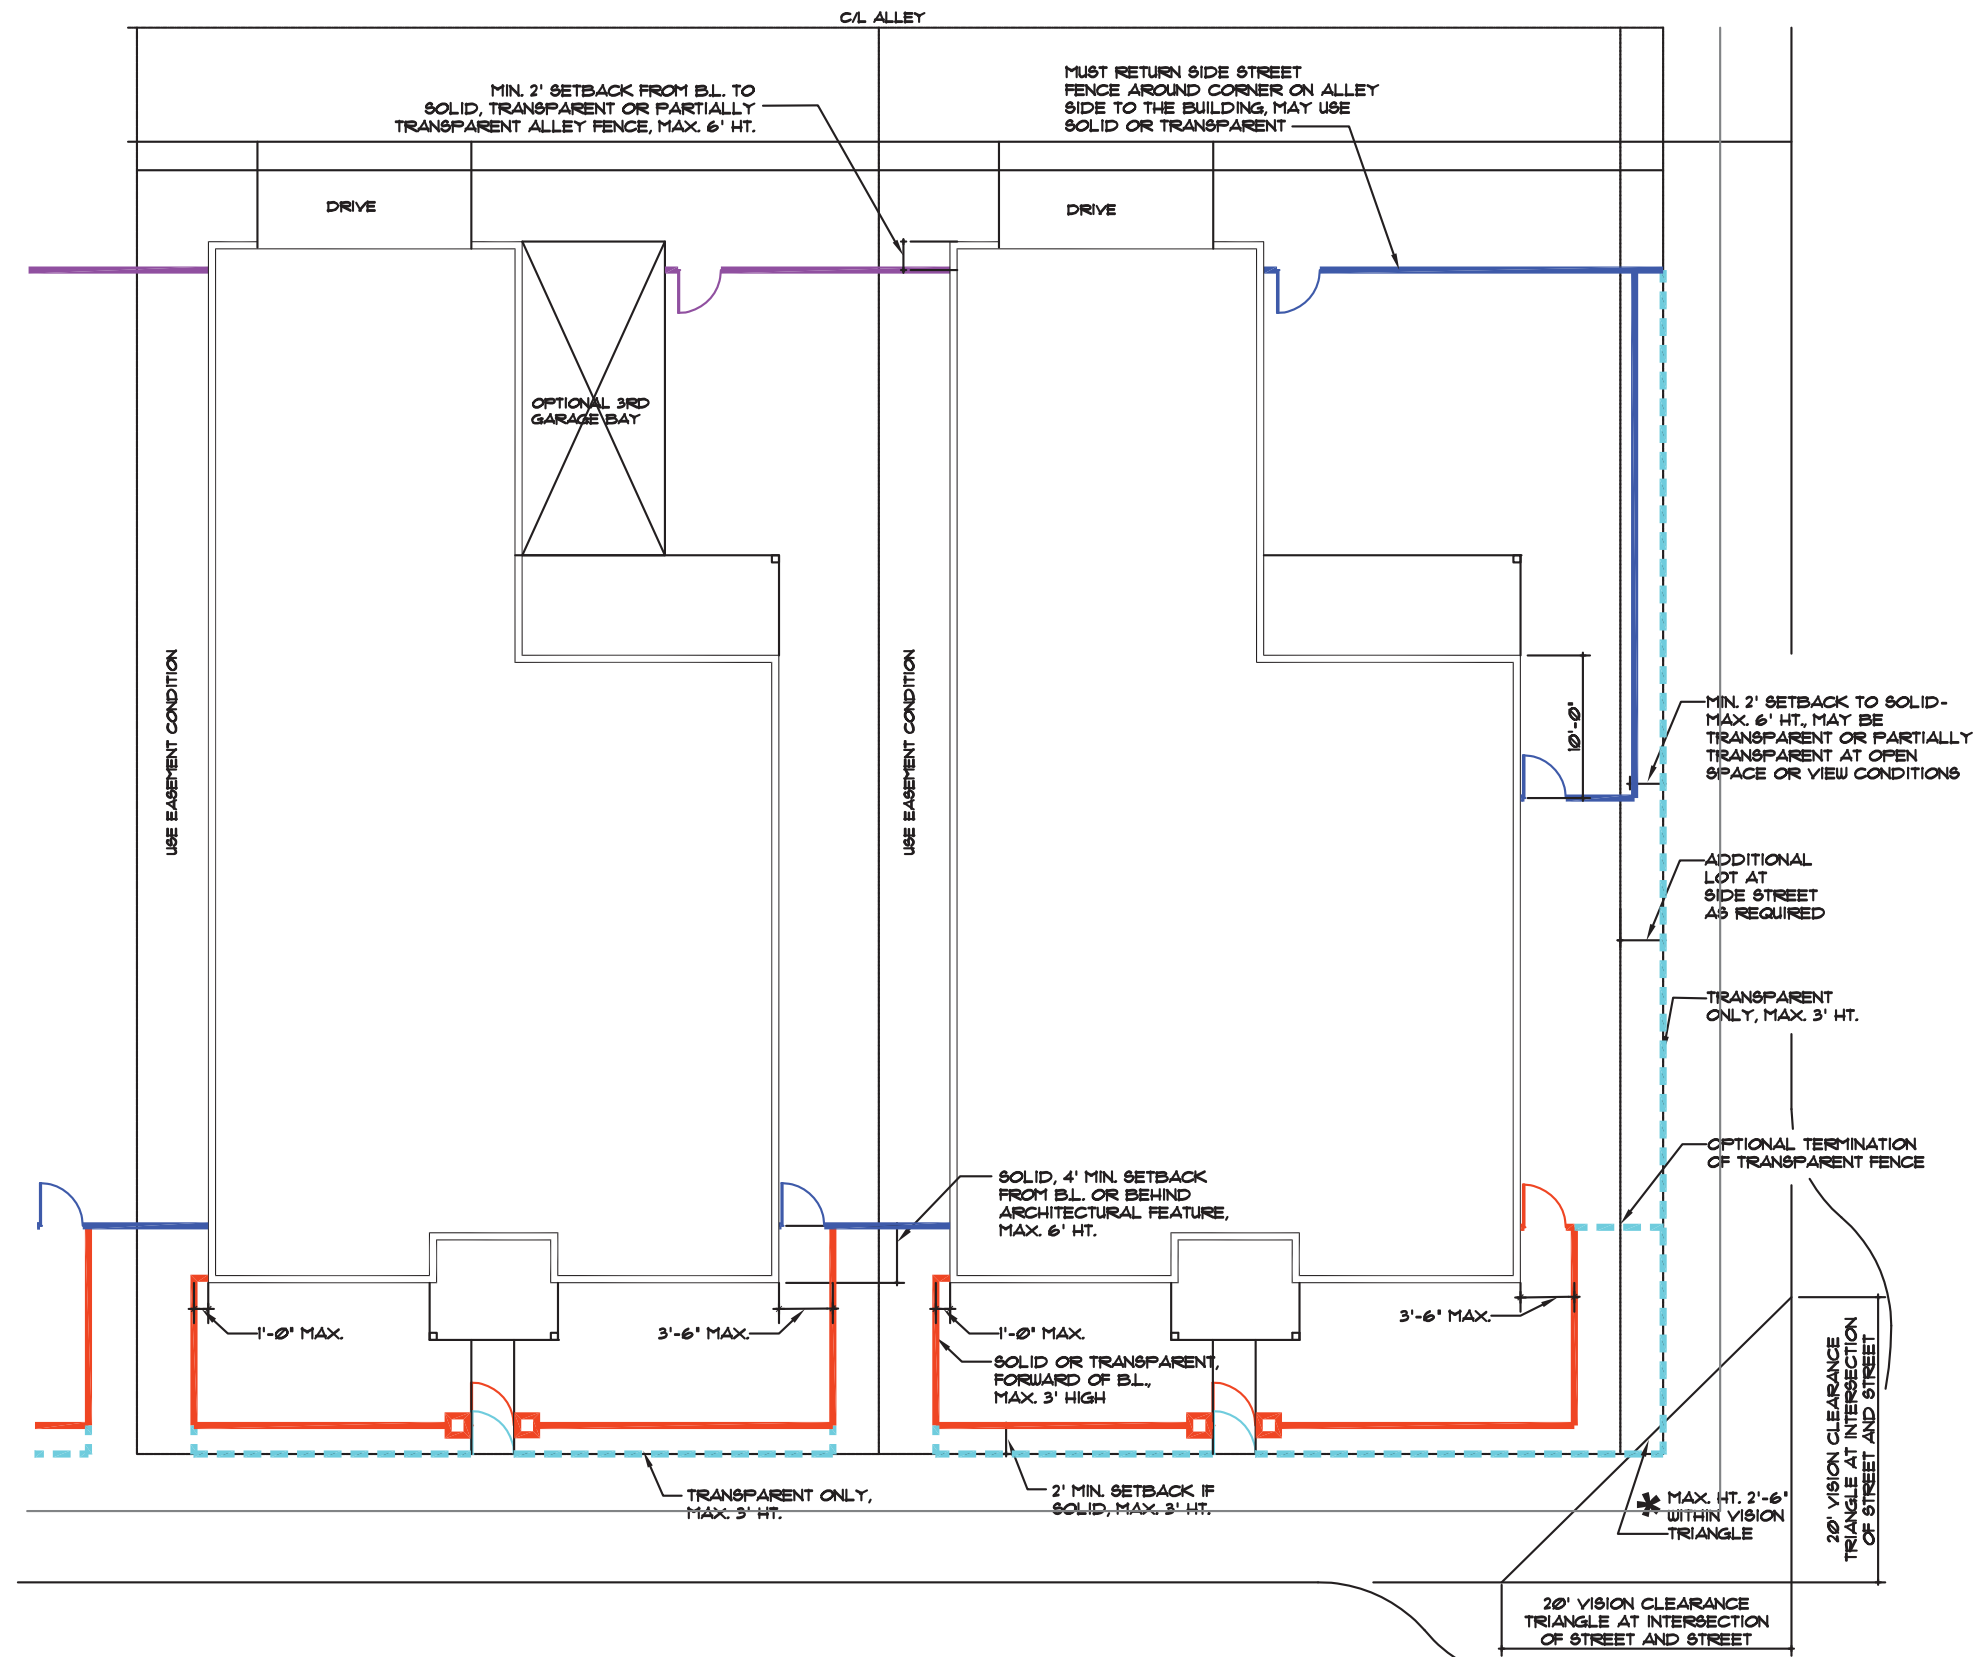 C/L ALLEY
MIN. 2' SETBACK FROM B.L. TO
SOLID, TRANSPARENT OR PARTIALLY
TRANSPARENT ALLEY FENCE, MAX. 6' HT.
MUST RETURN SIDE STREET
FENCE AROUND CORNER ON ALLEY
SIDE TO THE BUILDING, MAY USE
SOLID OR TRANSPARENT
DRIVE
DRIVE
OPTIONAL 3RD
GARAGE BAY
USE EASEMENT CONDITION
USE EASEMENT CONDITION
10'-0"
MIN. 2' SETBACK TO SOLID-
MAX. 6' HT., MAY BE
TRANSPARENT OR PARTIALLY
TRANSPARENT AT OPEN
SPACE OR VIEW CONDITIONS
ADDITIONAL
LOT AT
SIDE STREET
AS REQUIRED
TRANSPARENT
ONLY, MAX. 3' HT.
OPTIONAL TERMINATION
OF TRANSPARENT FENCE
SOLID, 4' MIN. SETBACK
FROM B.L. OR BEHIND
ARCHITECTURAL FEATURE,
MAX. 6' HT.
1'-0" MAX.
3'-6" MAX.
1'-0" MAX.
3'-6" MAX.
SOLID OR TRANSPARENT,
FORWARD OF B.L.,
MAX. 3' HIGH
TRANSPARENT ONLY,
MAX. 3' HT.
2' MIN. SETBACK IF
SOLID, MAX. 3' HT.
* MAX. HT. 2'-6"
WITHIN VISION
TRIANGLE
20' VISION CLEARANCE
TRIANGLE AT INTERSECTION
OF STREET AND STREET
20' VISION CLEARANCE
TRIANGLE AT INTERSECTION
OF STREET AND STREET